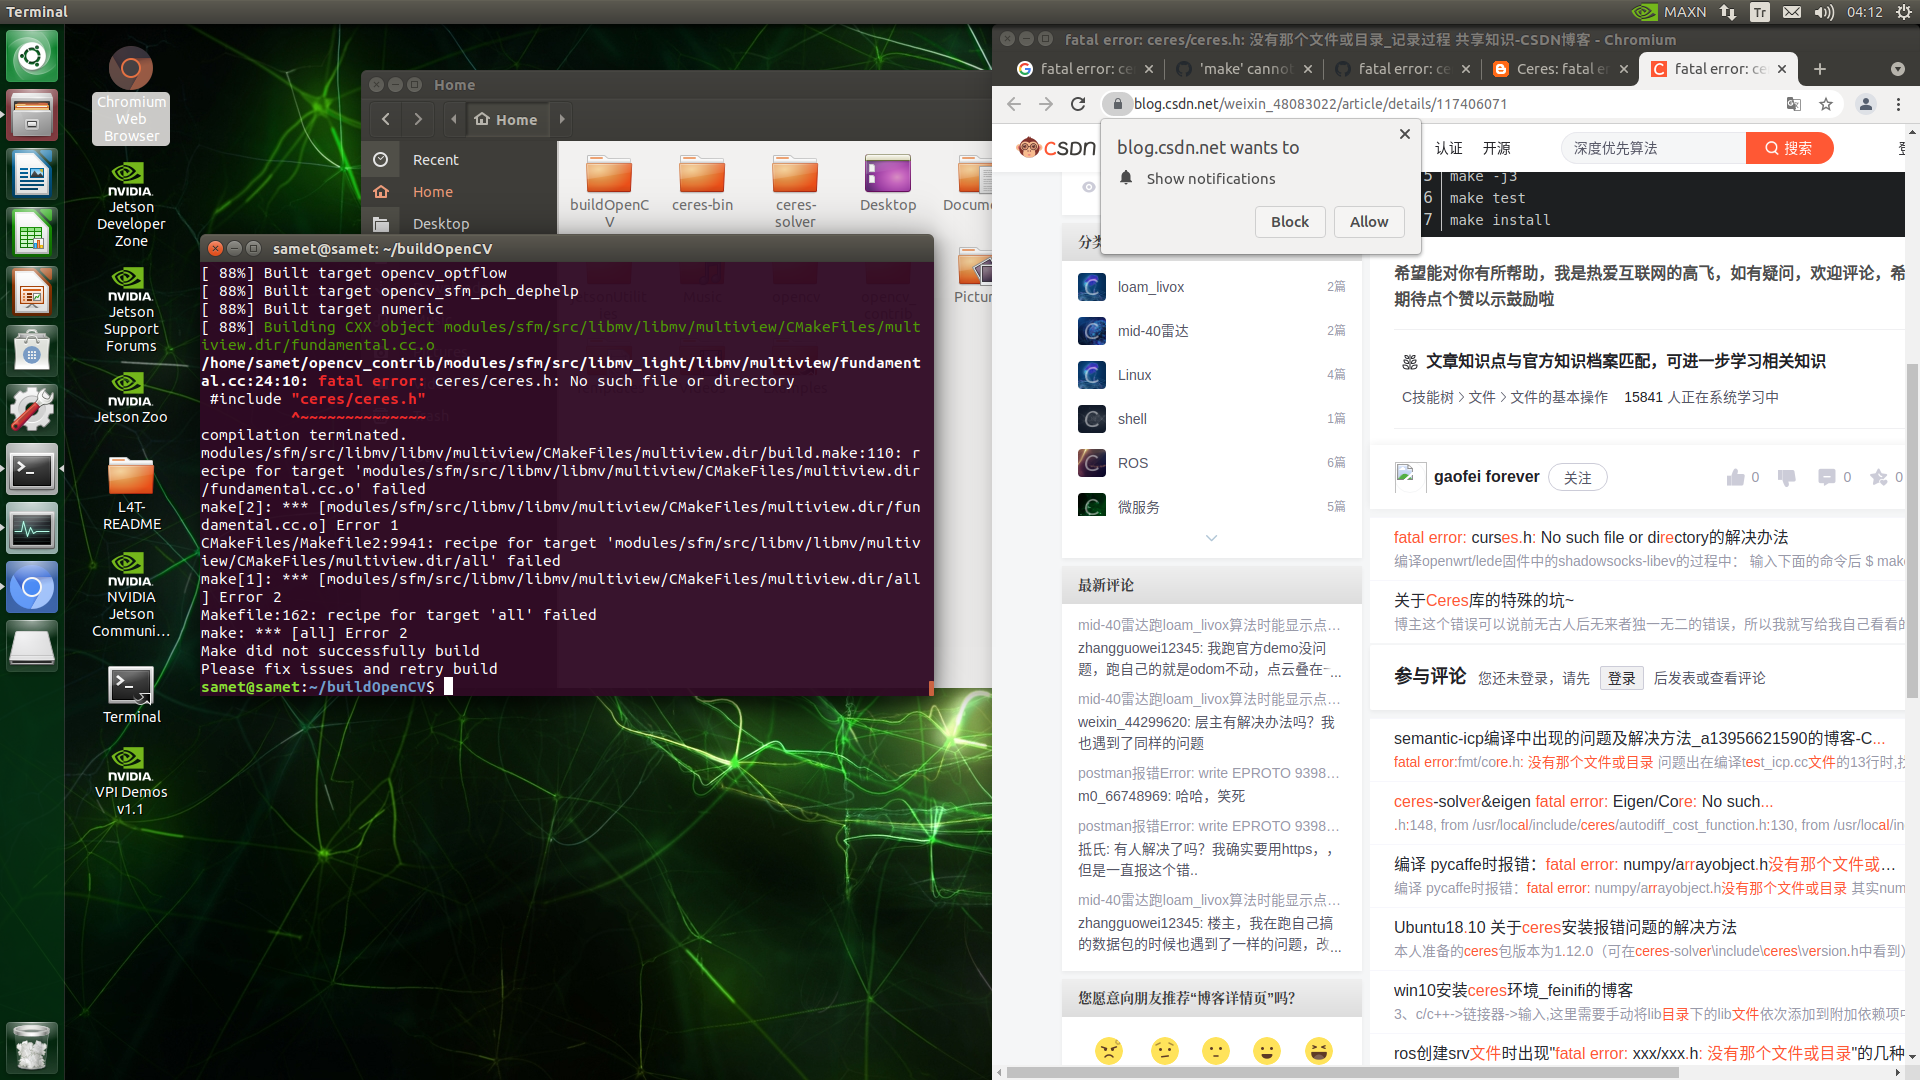 Terminal
MAXN
Tr
04:12
Chromium
Web
Browser
NVIDIA.
Jetson
Developer
Zone
NVIDIA.
Jetson
Support
Forums
NVIDIA.
Jetson Zoo
L4T-
README
NVIDIA.
NVIDIA
Jetson
Communi...
Terminal
NVIDIA.
VPI Demos
v1.1
Home
Home
Recent
Home
Desktop
buildOpenC
V
ceres-bin
ceres-
solver
Desktop
Docume
Pictur
samet@samet: ~/buildOpenCV
[ 88%] Built target opencv_optflow
[ 88%] Built target opencv_sfm_pch_dephelp
[ 88%] Built target numeric
[ 88%] Building CXX object modules/sfm/src/libmv/libmv/multiview/CMakeFiles/mult
iview.dir/fundamental.cc.o
/home/samet/opencv_contrib/modules/sfm/src/libmv_light/libmv/multiview/fundament
al.cc:24:10: fatal error: ceres/ceres.h: No such file or directory
#include "ceres/ceres.h"
^~~~~~~~~~~~~~~
compilation terminated.
modules/sfm/src/libmv/libmv/multiview/CMakeFiles/multiview.dir/build.make:110: r
ecipe for target 'modules/sfm/src/libmv/libmv/multiview/CMakeFiles/multiview.dir
/fundamental.cc.o' failed
make[2]: *** [modules/sfm/src/libmv/libmv/multiview/CMakeFiles/multiview.dir/fun
damental.cc.o] Error 1
CMakeFiles/Makefile2:9941: recipe for target 'modules/sfm/src/libmv/libmv/multiv
iew/CMakeFiles/multiview.dir/all' failed
make[1]: *** [modules/sfm/src/libmv/libmv/multiview/CMakeFiles/multiview.dir/all
] Error 2
Makefile:162: recipe for target 'all' failed
make: *** [all] Error 2
Make did not successfully build
Please fix issues and retry build
samet@samet:~/buildOpenCV$
fatal error: ceres/ceres.h: 没有那个文件或目录_记录过程 共享知识-CSDN博客 - Chromium
fatal error: ce
'make' cannot
fatal error: ce
Ceres: fatal e
fatal error: ce
blog.csdn.net/weixin_48083022/article/details/117406071
CSDN
认证
开源
深度优先算法
搜索
登
blog.csdn.net wants to
Show notifications
Block
Allow
5 make -j3
6 make test
7 make install
分类
loam_livox 2篇
mid-40雷达 2篇
Linux 4篇
shell 1篇
ROS 6篇
微服务 5篇
最新评论
mid-40雷达跑loam_livox算法时能显示点...
zhangguowei12345: 我跑官方demo没问
题，跑自己的就是odom不动，点云叠在一...
mid-40雷达跑loam_livox算法时能显示点...
weixin_44299620: 层主有解决办法吗？我
也遇到了同样的问题
postman报错Error: write EPROTO 9398...
m0_66748969: 哈哈，笑死
postman报错Error: write EPROTO 9398...
抵氏: 有人解决了吗？我确实要用https，，
但是一直报这个错..
mid-40雷达跑loam_livox算法时能显示点...
zhangguowei12345: 楼主，我在跑自己搞
的数据包的时候也遇到了一样的问题，改...
您愿意向朋友推荐“博客详情页”吗？
希望能对你有所帮助，我是热爱互联网的高飞，如有疑问，欢迎评论，希
期待点个赞以示鼓励啦
文章知识点与官方知识档案匹配，可进一步学习相关知识
C技能树 > 文件 > 文件的基本操作 15841 人正在系统学习中
gaofei forever
关注
0
0
0
fatal error: curses.h: No such file or directory的解决办法
编译openwrt/lede固件中的shadowsocks-libev的过程中： 输入下面的命令后 $ mak
关于Ceres库的特殊的坑~
博主这个错误可以说前无古人后无来者独一无二的错误，所以我就写给我自己看看的
参与评论 您还未登录，请先 登录 后发表或查看评论
semantic-icp编译中出现的问题及解决方法_a13956621590的博客-C...
fatal error:fmt/core.h: 没有那个文件或目录 问题出在编译test_icp.cc文件的13行时,找
ceres-solver&eigen fatal error: Eigen/Core: No such...
.h:148, from /usr/local/include/ceres/autodiff_cost_function.h:130, from /usr/local/in
编译 pycaffe时报错：fatal error: numpy/arrayobject.h没有那个文件或...
编译 pycaffe时报错：fatal error: numpy/arrayobject.h没有那个文件或目录 其实num
Ubuntu18.10 关于ceres安装报错问题的解决方法
本人准备的ceres包版本为1.12.0（可在ceres-solver\include\ceres\version.h中看到）
win10安装ceres环境_feinifi的博客
3、c/c++->链接器->输入,这里需要手动将lib目录下的lib文件依次添加到附加依赖项中
ros创建srv文件时出现"fatal error: xxx/xxx.h: 没有那个文件或目录"的几种